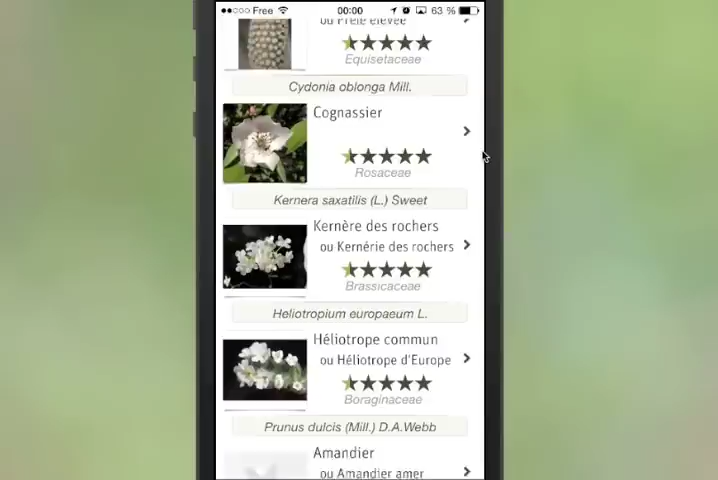 Free 00:00 63 %
ou Prêle élevée
Equisetaceae
Cydonia oblonga Mill.
Cognassier
Rosaceae
Kernera saxatilis (L.) Sweet
Kernère des rochers
ou Kernérie des rochers
Brassicaceae
Heliotropium europaeum L.
Héliotrope commun
ou Héliotrope d'Europe
Boraginaceae
Prunus dulcis (Mill.) D.A.Webb
Amandier
ou Amandier amer